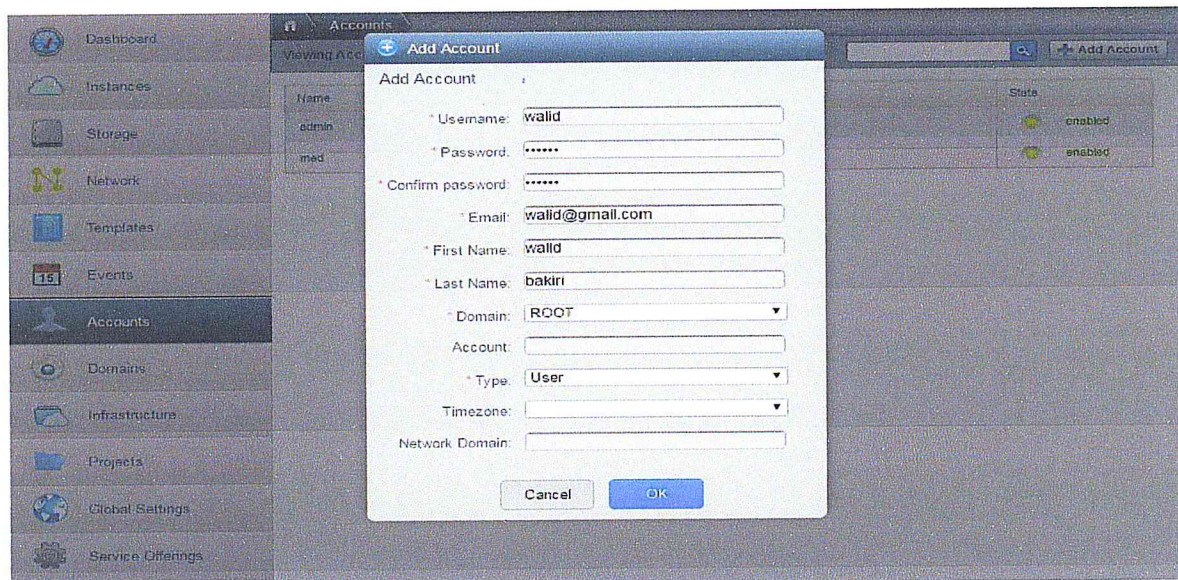 Accounts
Viewing Acc
Add Account
Dashboard
Instances
Storage
Network
Templates
15
Events
Accounts
Domains
Infrastructure
Projects
Global Settings
Service Offerings
Name
State
admin
enabled
med
enabled
Add Account
Add Account
* Username: walid
* Password: ••••••
* Confirm password: ••••••
* Email: walid@gmail.com
* First Name: walid
* Last Name: bakiri
* Domain: ROOT
Account:
* Type: User
Timezone:
Network Domain:
Cancel
OK